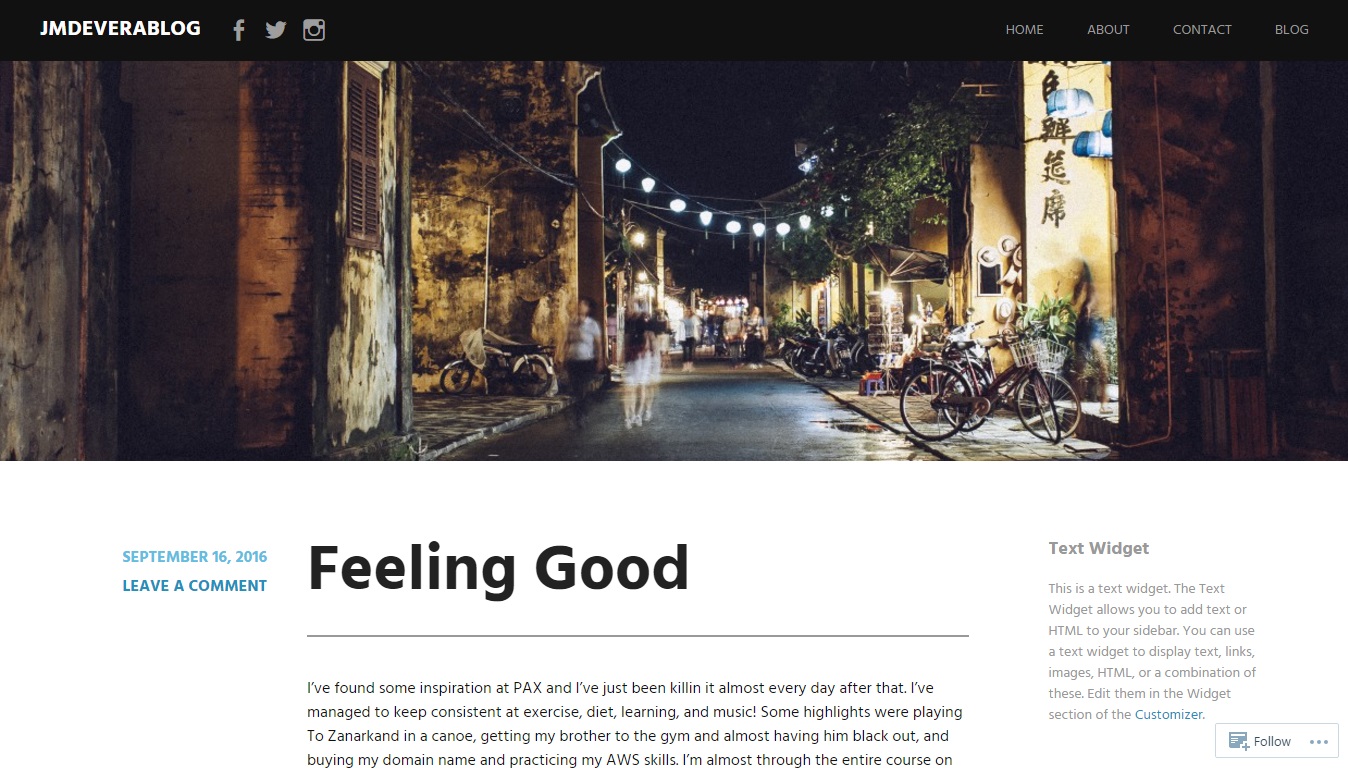 JMDEVERABLOG
HOME ABOUT CONTACT BLOG
色
鮮
筵
席
SEPTEMBER 16, 2016
LEAVE A COMMENT
Feeling Good
I’ve found some inspiration at PAX and I’ve just been killin it almost every day after that. I’ve
managed to keep consistent at exercise, diet, learning, and music! Some highlights were playing
To Zanarkand in a canoe, getting my brother to the gym and almost having him black out, and
buying my domain name and practicing my AWS skills. I’m almost through the entire course on
Text Widget
This is a text widget. The Text
Widget allows you to add text or
HTML to your sidebar. You can use
a text widget to display text, links,
images, HTML, or a combination of
these. Edit them in the Widget
section of the Customizer.
Follow